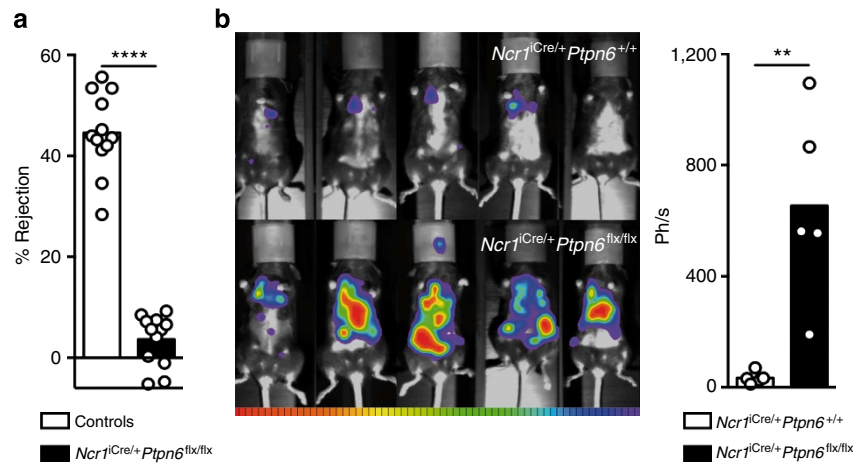 a
60
40
20
0
% Rejection
****
Controls
Ncr1iCre/+Ptpn6flx/flx
b
Ncr1iCre/+Ptpn6+/+
Ncr1iCre/+Ptpn6flx/flx
1,200
800
400
0
Ph/s
**
Ncr1iCre/+Ptpn6+/+
Ncr1iCre/+Ptpn6flx/flx